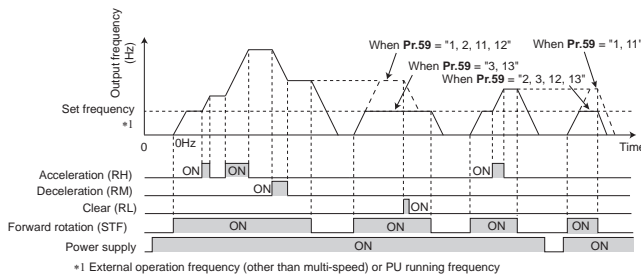 Output frequency
(Hz)
When Pr.59 = "1, 2, 11, 12"
When Pr.59 = "1, 11"
When Pr.59 = "3, 13"
When Pr.59 = "2, 3, 12, 13"
Set frequency
*1
0Hz
0
Time
Acceleration (RH)
ON
ON
ON
Deceleration (RM)
ON
Clear (RL)
ON
Forward rotation (STF)
ON
ON
ON
ON
Power supply
ON
ON
*1 External operation frequency (other than multi-speed) or PU running frequency